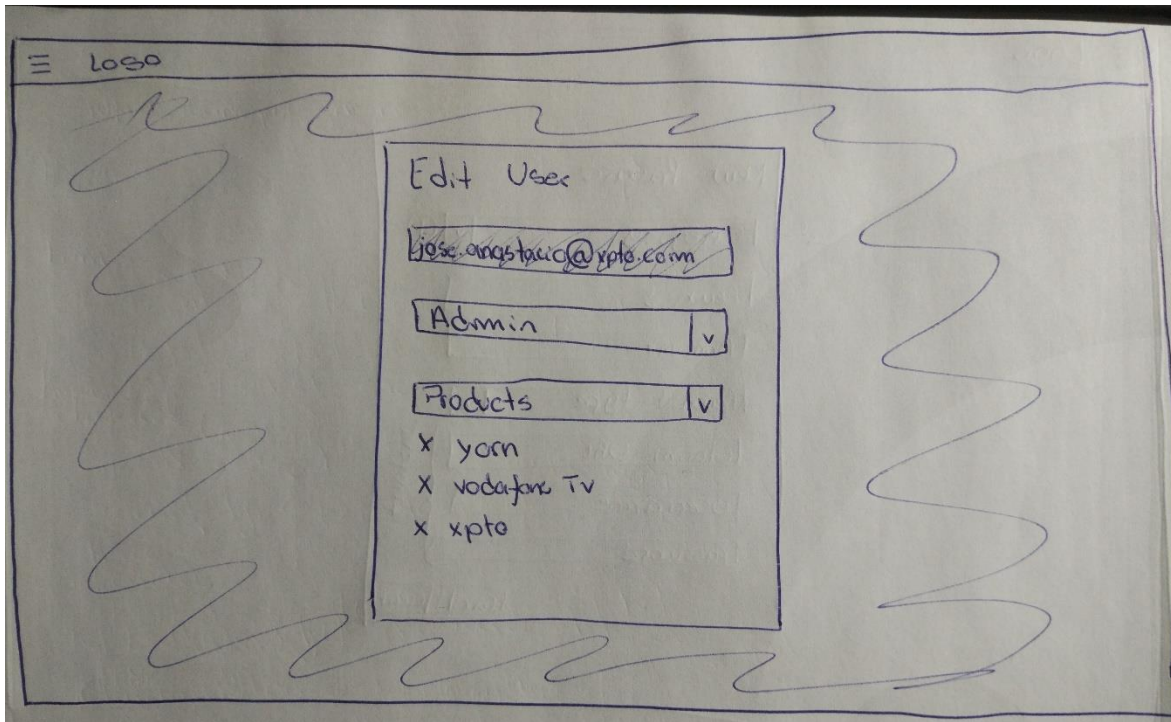 Logo
Edit User
jose.anastacio@xpto.com
Admin
v
Products
v
x yorn
x vodafone Tv
x xpto